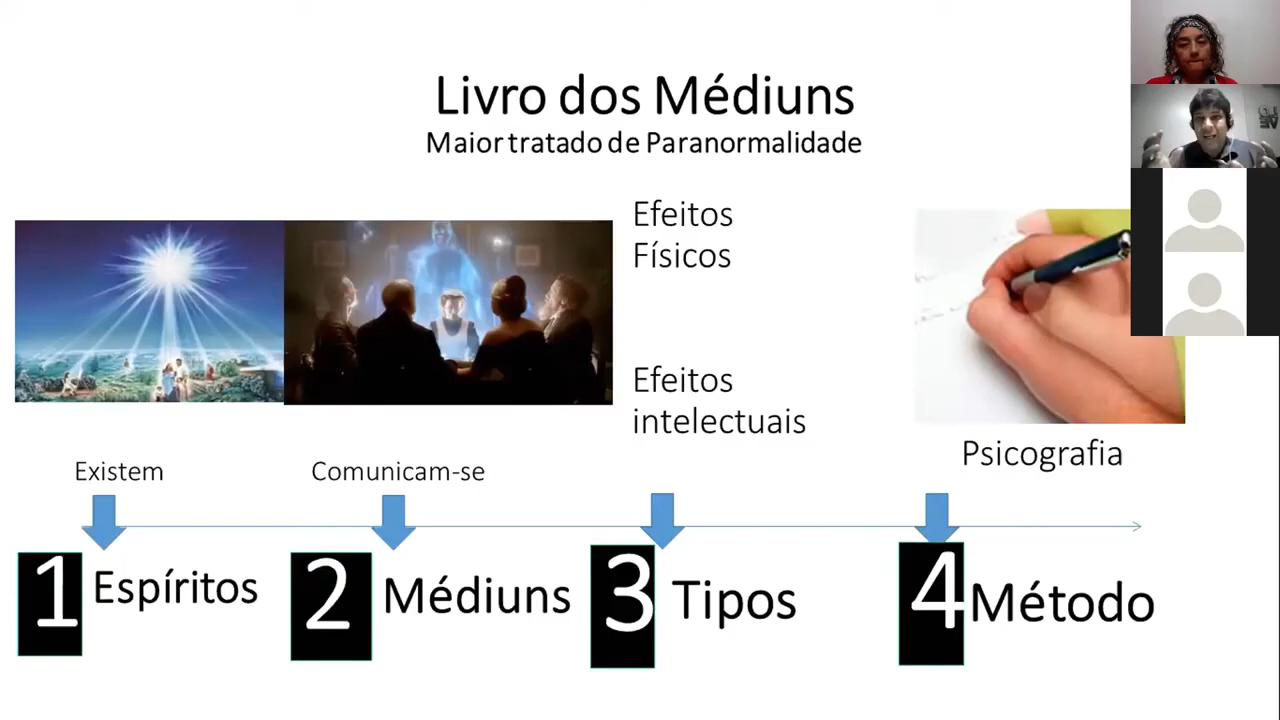 Livro dos Médiuns
Maior tratado de Paranormalidade
Efeitos
Físicos
Efeitos
intelectuais
Psicografia
Existem
Comunicam-se
1 Espíritos
2 Médiuns
3 Tipos
4 Método